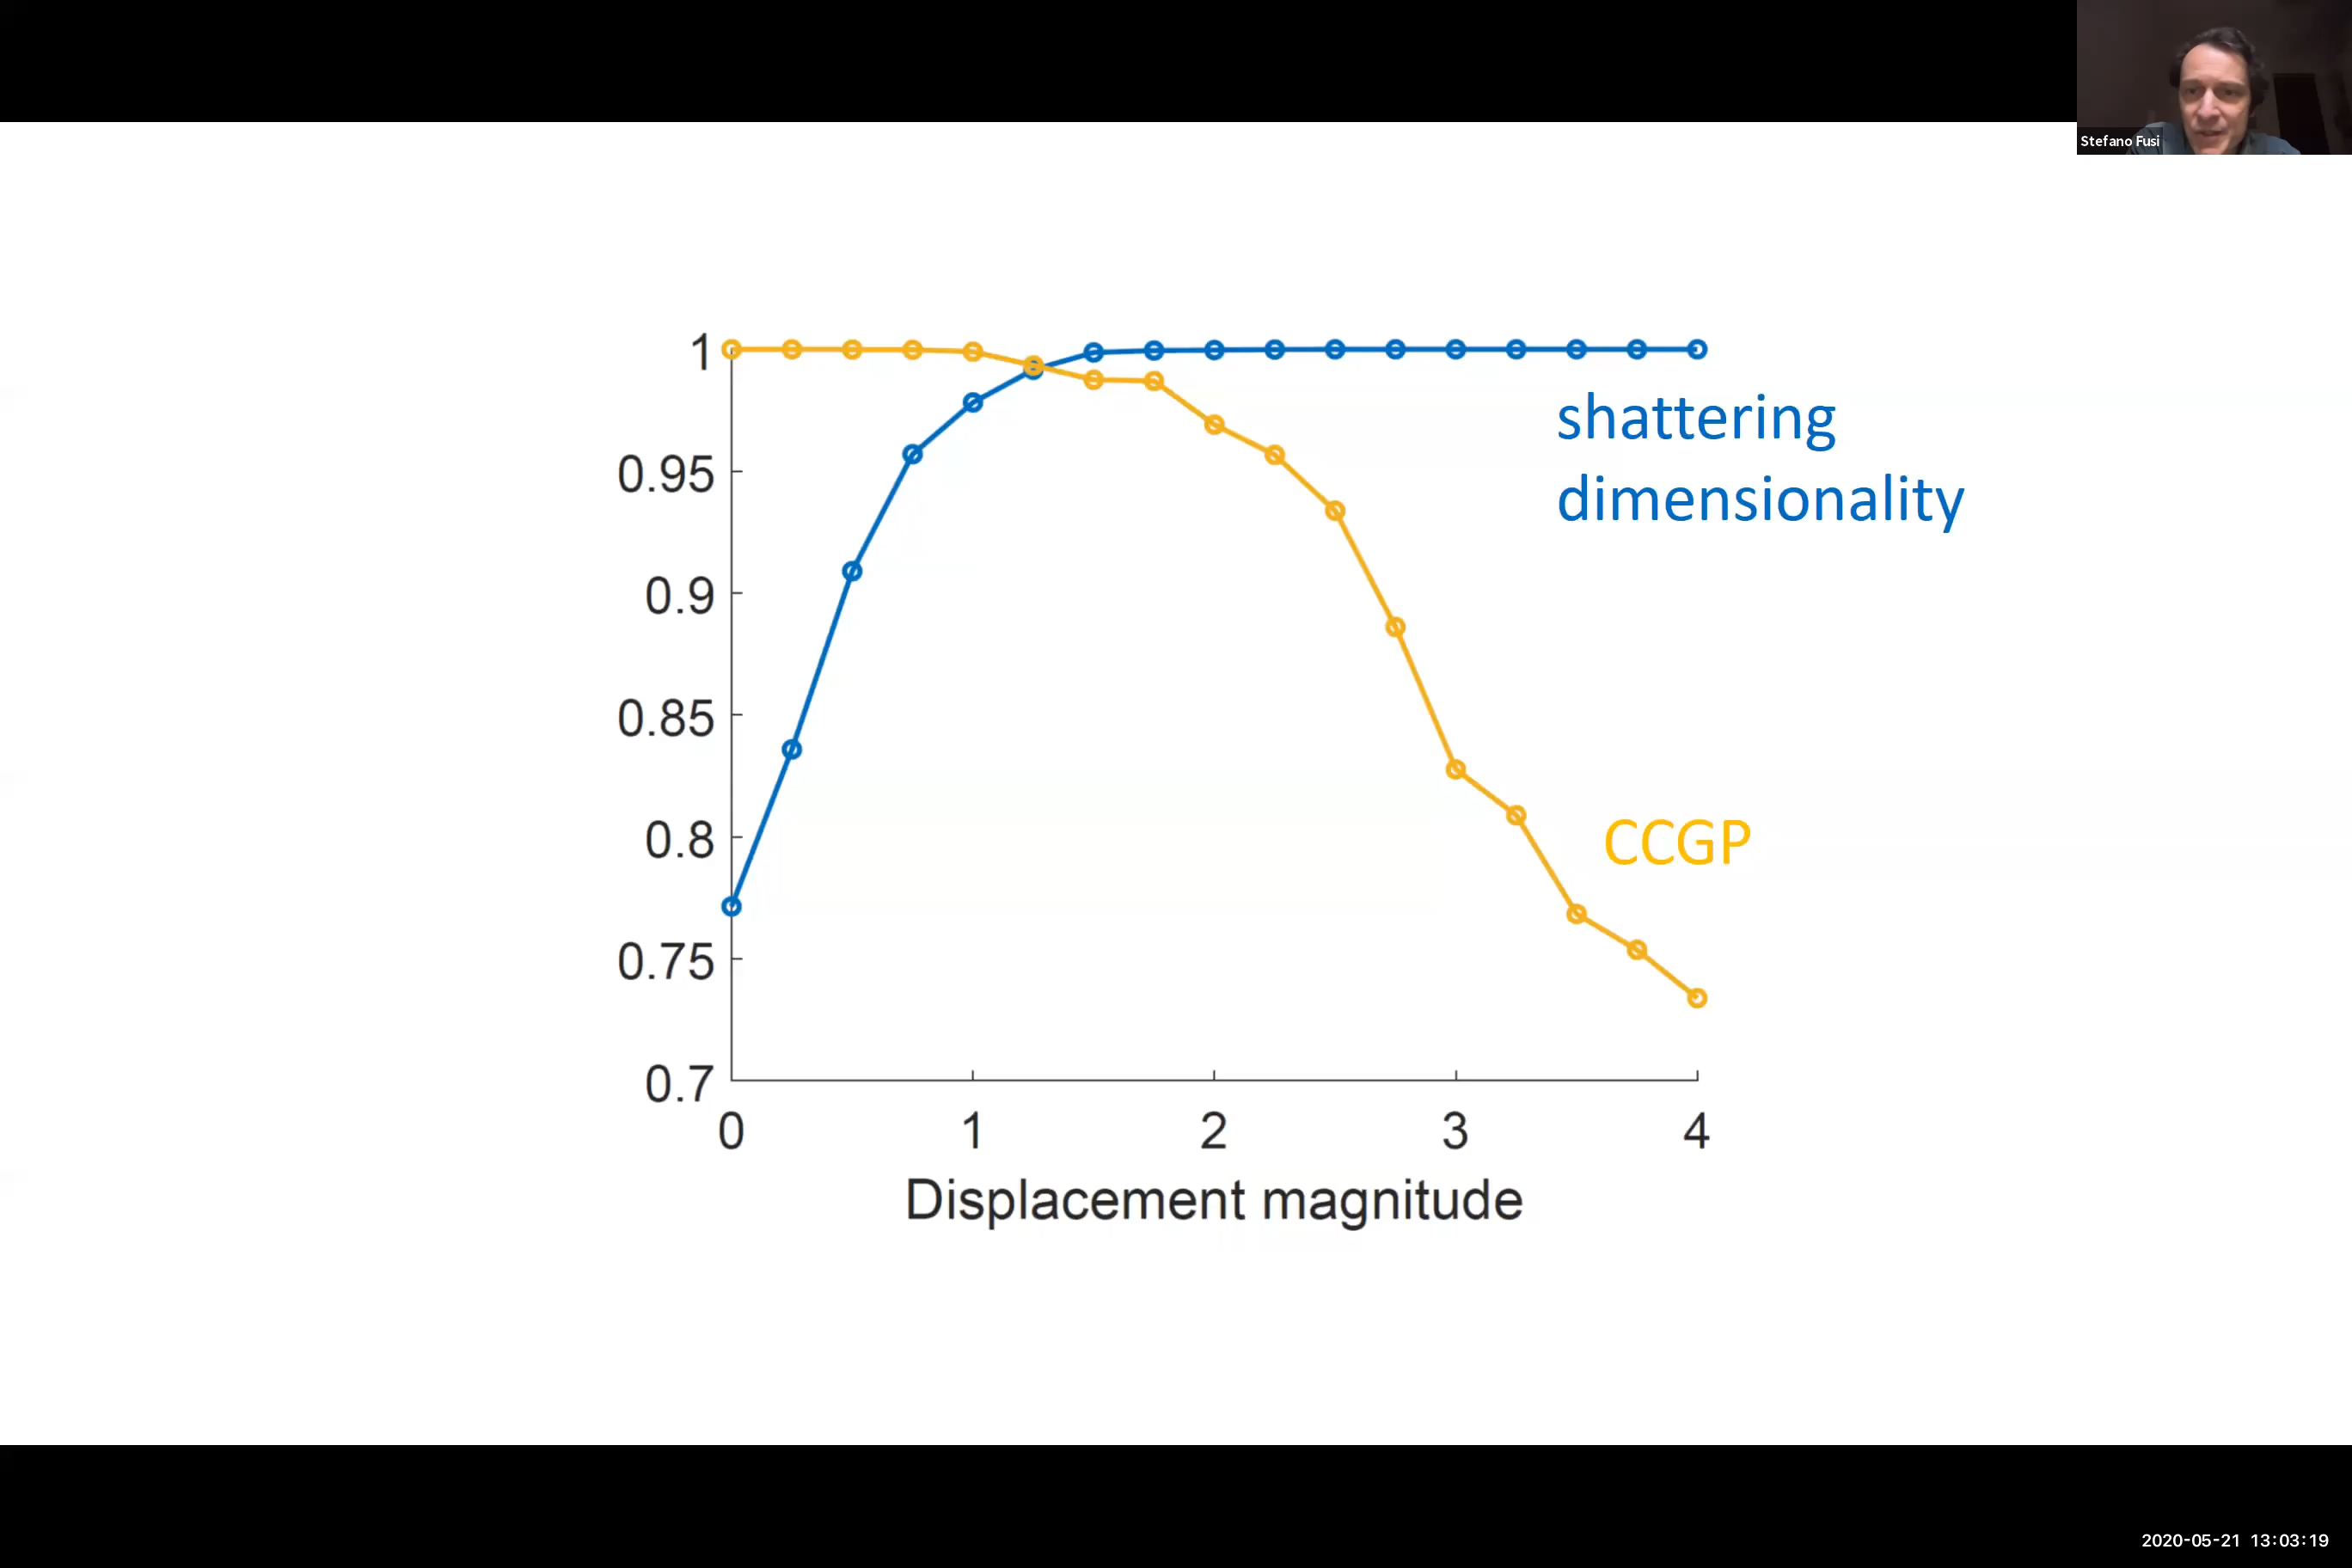 Stefano Fusi
1
0.95
0.9
0.85
0.8
0.75
0.7
shattering
dimensionality
CCGP
0 1 2 3 4
Displacement magnitude
2020-05-21 13:03:19